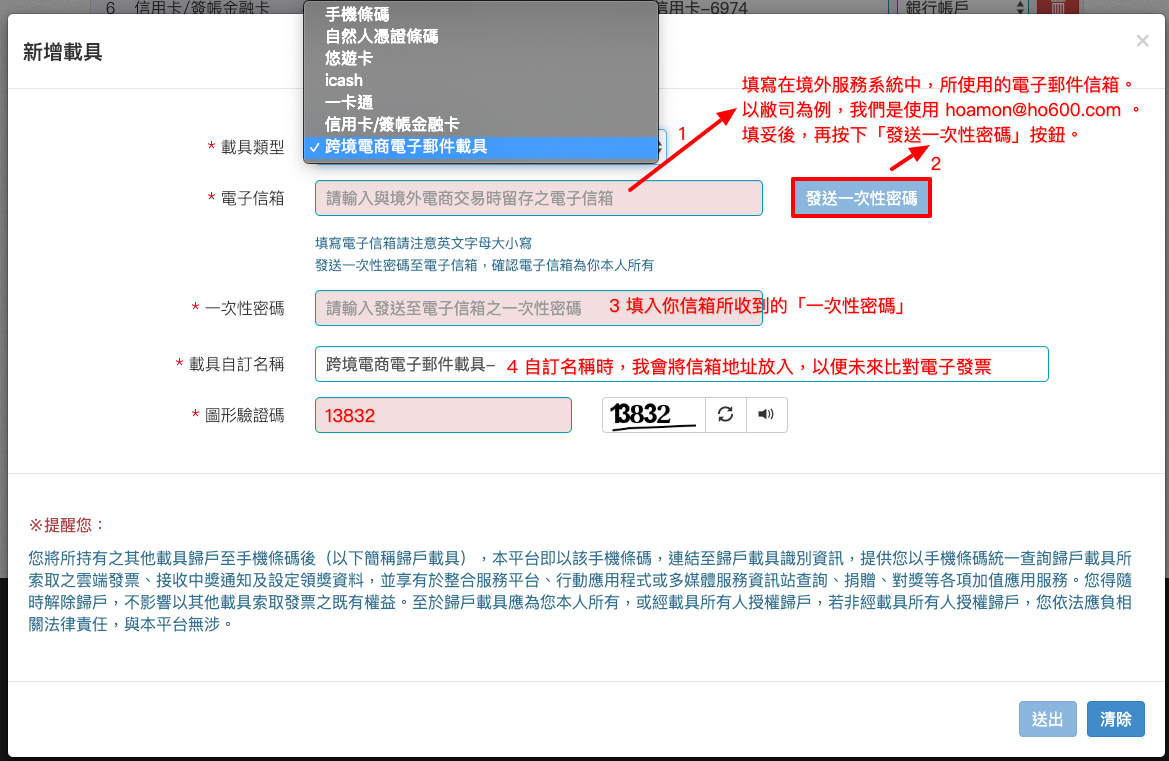 6 信用卡/簽帳金融卡
信用卡-6974
銀行帳戶
手機條碼
自然人憑證條碼
悠遊卡
icash
一卡通
信用卡/簽帳金融卡
✓ 跨境電商電子郵件載具
新增載具
×
* 載具類型
1
填寫在境外服務系統中，所使用的電子郵件信箱。
以敝司為例，我們是使用 hoamon@ho600.com 。
填妥後，再按下「發送一次性密碼」按鈕。
2
* 電子信箱
請輸入與境外電商交易時留存之電子信箱
發送一次性密碼
填寫電子信箱請注意英文字母大小寫
發送一次性密碼至電子信箱，確認電子信箱為你本人所有
* 一次性密碼
請輸入發送至電子信箱之一次性密碼
3 填入你信箱所收到的「一次性密碼」
* 載具自訂名稱
跨境電商電子郵件載具-
4 自訂名稱時，我會將信箱地址放入，以便未來比對電子發票
* 圖形驗證碼
13832
13832
※提醒您：
您將所持有之其他載具歸戶至手機條碼後（以下簡稱歸戶載具），本平台即以該手機條碼，連結至歸戶載具識別資訊，提供您以手機條碼統一查詢歸戶載具所
索取之雲端發票、接收中獎通知及設定領獎資料，並享有於整合服務平台、行動應用程式或多媒體服務資訊站查詢、捐贈、對獎等各項加值應用服務。您得隨
時解除歸戶，不影響以其他載具索取發票之既有權益。至於歸戶載具應為您本人所有，或經載具所有人授權歸戶，若非經載具所有人授權歸戶，您依法應負相
關法律責任，與本平台無涉。
送出
清除